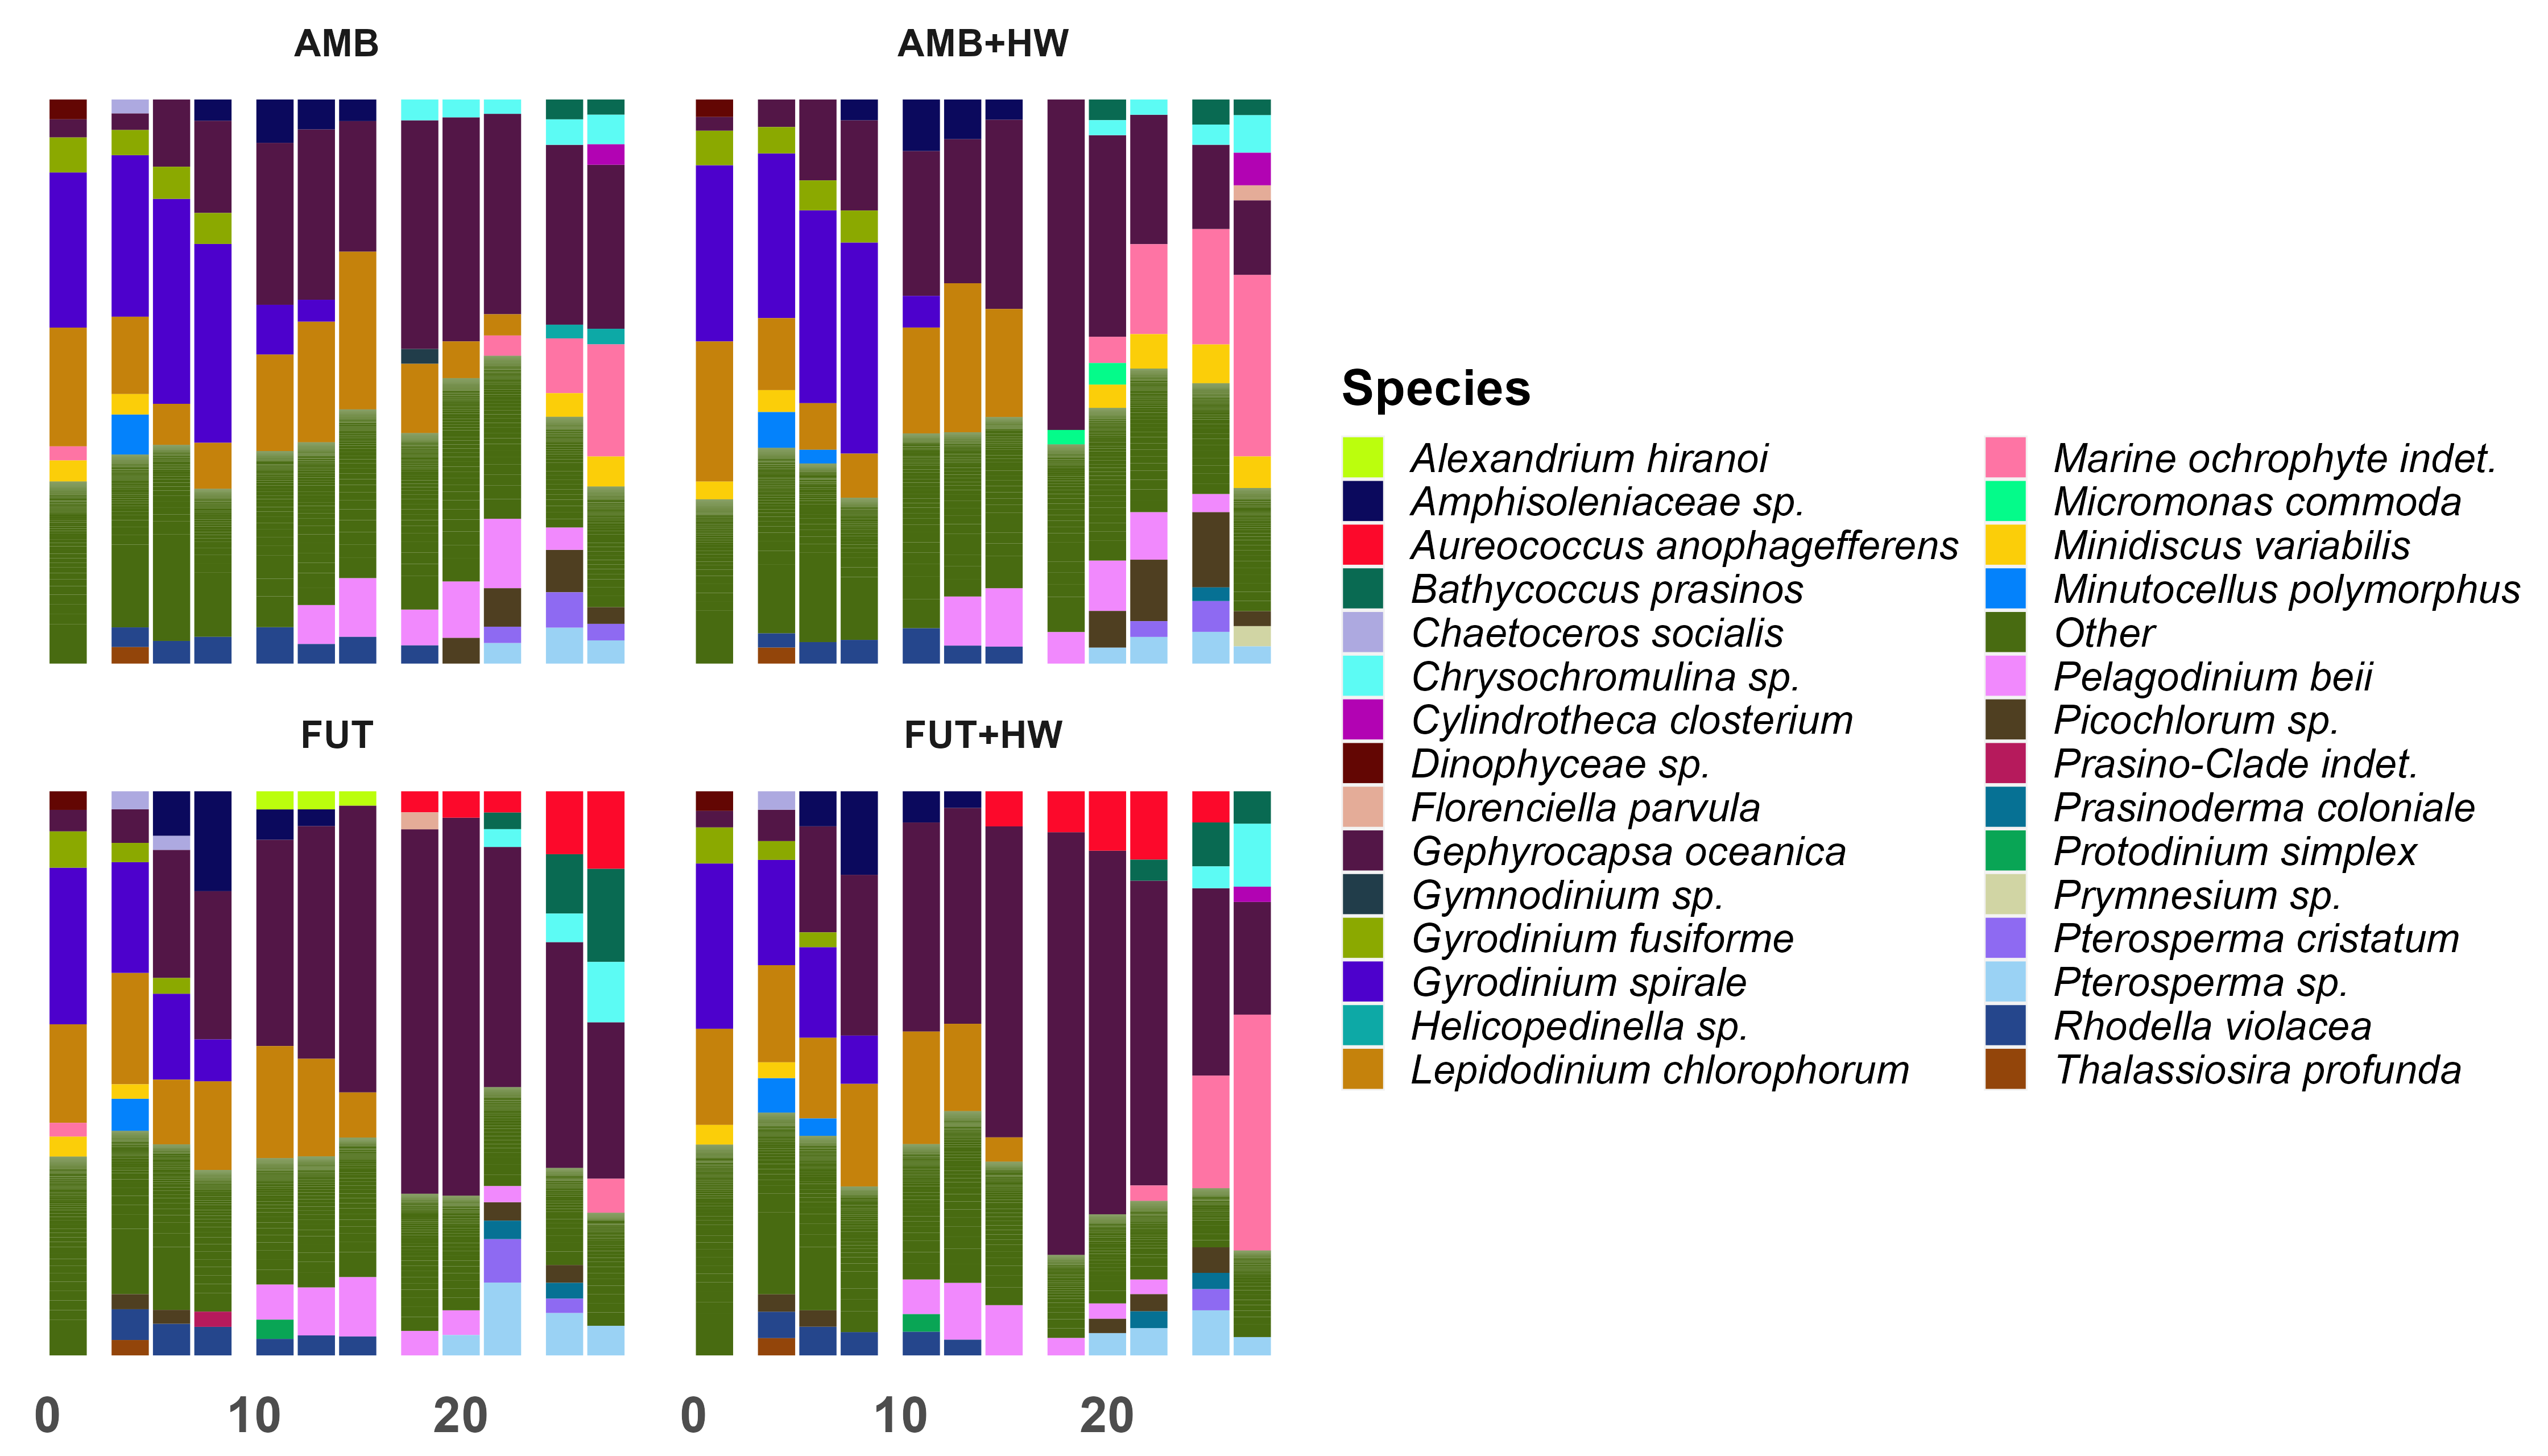 AMB
AMB+HW
FUT
FUT+HW
0
10
20
0
10
20
Species
Alexandrium hiranoi
Amphisoleniaceae sp.
Aureococcus anophagefferens
Bathycoccus prasinos
Chaetoceros socialis
Chrysochromulina sp.
Cylindrotheca closterium
Dinophyceae sp.
Florenciella parvula
Gephyrocapsa oceanica
Gymnodinium sp.
Gyrodinium fusiforme
Gyrodinium spirale
Helicopedinella sp.
Lepidodinium chlorophorum
Marine ochrophyte indet.
Micromonas commoda
Minidiscus variabilis
Minutocellus polymorphus
Other
Pelagodinium beii
Picochlorum sp.
Prasino-Clade indet.
Prasinoderma coloniale
Protodinium simplex
Prymnesium sp.
Pterosperma cristatum
Pterosperma sp.
Rhodella violacea
Thalassiosira profunda